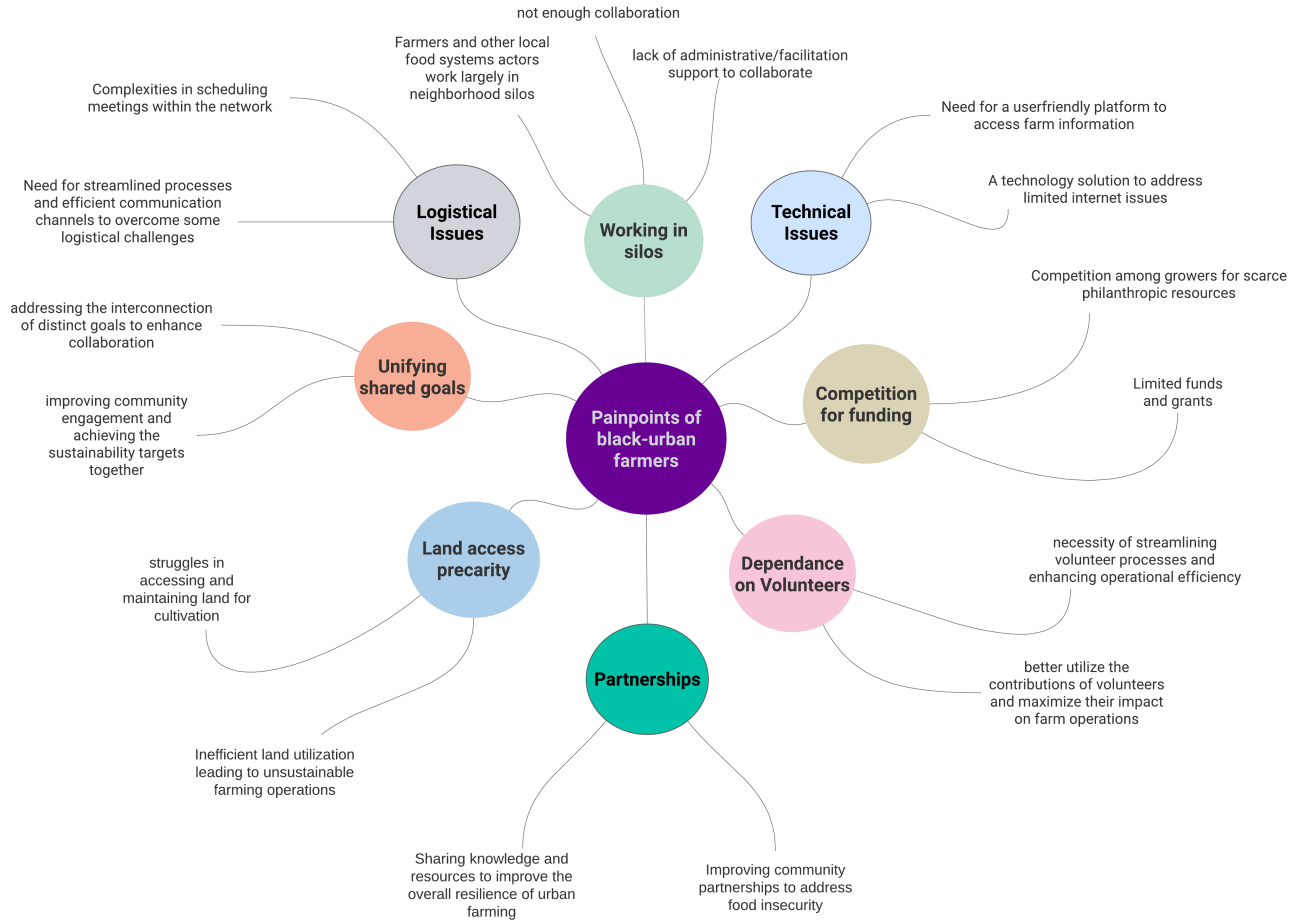 not enough collaboration
Farmers and other local
food systems actors
work largely in
neighborhood silos
lack of administrative/facilitation
support to collaborate
Complexities in scheduling
meetings within the network
Need for a userfriendly platform to
access farm information
Need for streamlined processes
and efficient communication
channels to overcome some
logistical challenges
Logistical
Issues
Working in
silos
Technical
Issues
A technology solution to address
limited internet issues
addressing the interconnection
of distinct goals to enhance
collaboration
Competition among growers for scarce
philanthropic resources
Unifying
shared goals
Competition
for funding
Limited funds
and grants
improving community
engagement and
achieving the
sustainability targets
together
Painpoints of
black-urban
farmers
Land access
precarity
Dependance
on Volunteers
necessity of streamlining
volunteer processes and
enhancing operational efficiency
struggles in
accessing and
maintaining land for
cultivation
Partnerships
better utilize the
contributions of volunteers
and maximize their impact
on farm operations
Inefficient land utilization
leading to unsustainable
farming operations
Sharing knowledge and
resources to improve the
overall resilience of urban
farming
Improving community
partnerships to address
food insecurity